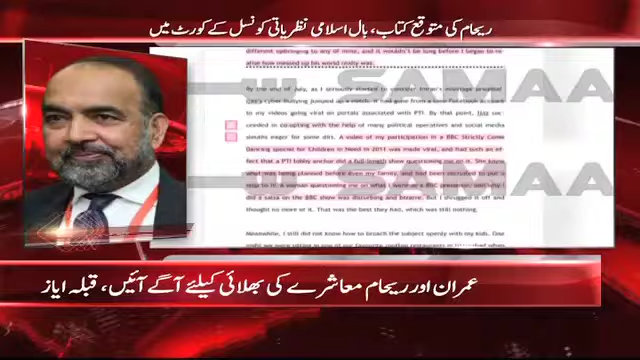 ریحام کی متوقع کتاب، بال اسلامی نظریاتی کونسل کے کورٹ میں
different upbringing to any of mine, and it wouldn't be long before I began to re-
alise how messed up his world really was.
By the end of July, as I seriously started to consider Imran's marriage proposal
cyber bullying jumped up a notch. It had gone from a lone Facebook account
to my videos going viral on portals associated with PTI. By that point, suc-
ceeded in co-opting with the help of many political operatives and social media
sleuths eager for some dirt. A video of my participation in a BBC Strictly Come
Dancing special for Children in Need in 2011 was made viral, and had such an ef-
fect that a PTI lobby anchor did a full-length show questioning me on it. She knew
what was being planned before even my family, and had been recruited to put a
stop to it. A woman questioning me on what I wore as a BBC presenter, and why I
did a salsa on the BBC show was disturbing and bizarre. But I shrugged it off and
thought no more of it. That was the best they had, which was still nothing.
Meanwhile, I still did not know how to broach the subject openly with my kids. One
night we were sitting in one of our favourite rooftop restaurants in when
SAMAA
SAMAA
عمران اور ریحام معاشرے کی بھلائی کیلئے آگے آئیں، قبلہ ایاز